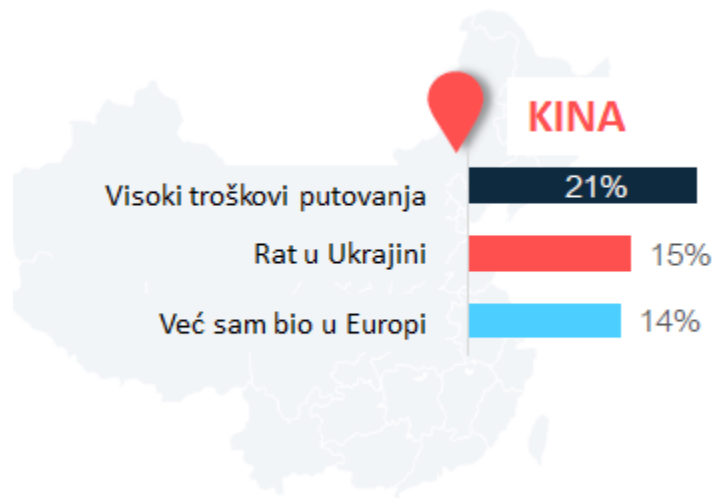 KINA
Visoki troškovi putovanja 21%
Rat u Ukrajini 15%
Već sam bio u Europi 14%